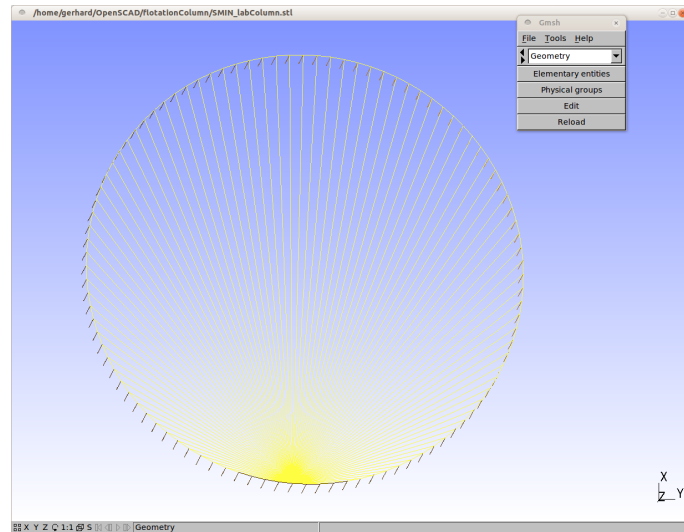 /home/gerhard/OpenSCAD/flotationColumn/SMIN_labColumn.stl
Gmsh
File Tools Help
Geometry
Elementary entities
Physical groups
Edit
Reload
X
Z Y
X Y Z 1:1 S Geometry